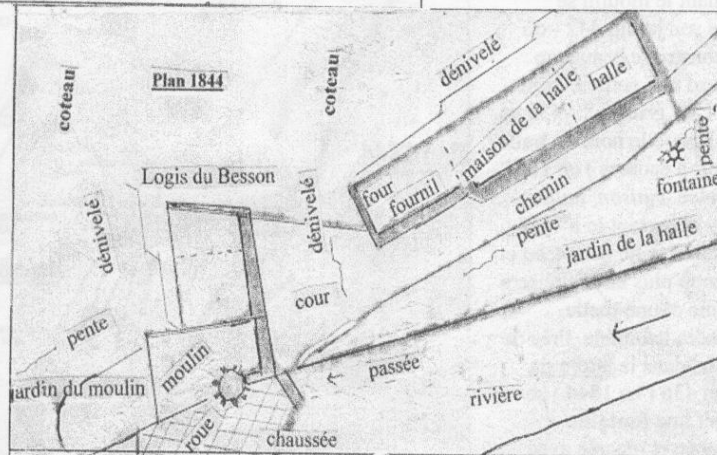 coteau
Plan 1844
coteau
dénivelé
halle
maison de la halle
four
fournil
chemin
pente
fontaine
Logis du Besson
dénivelé
dénivelé
pente
jardin de la halle
cour
pente
moulin
passée
rivière
jardin du moulin
roue
chaussée